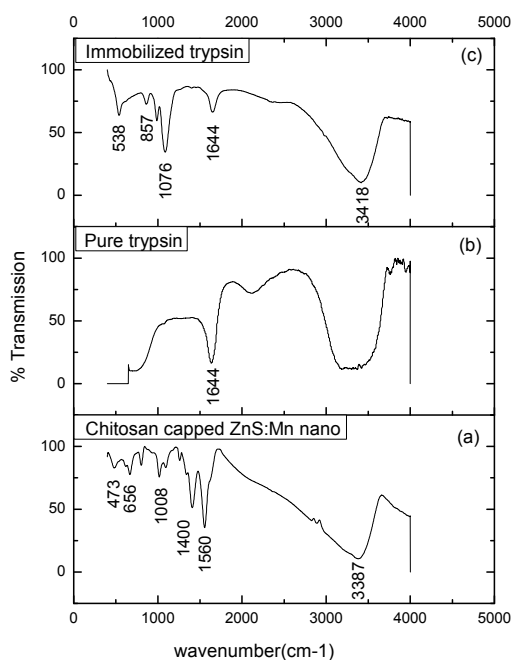 0 1000 2000 3000 4000 5000
Immobilized trypsin
(c)
100
50
0
538
857
1076
1644
3418
Pure trypsin
(b)
100
50
0
1644
% Transmission
Chitosan capped ZnS:Mn nano
(a)
100
50
0
473
656
1008
1400
1560
3387
0 1000 2000 3000 4000 5000
wavenumber(cm-1)